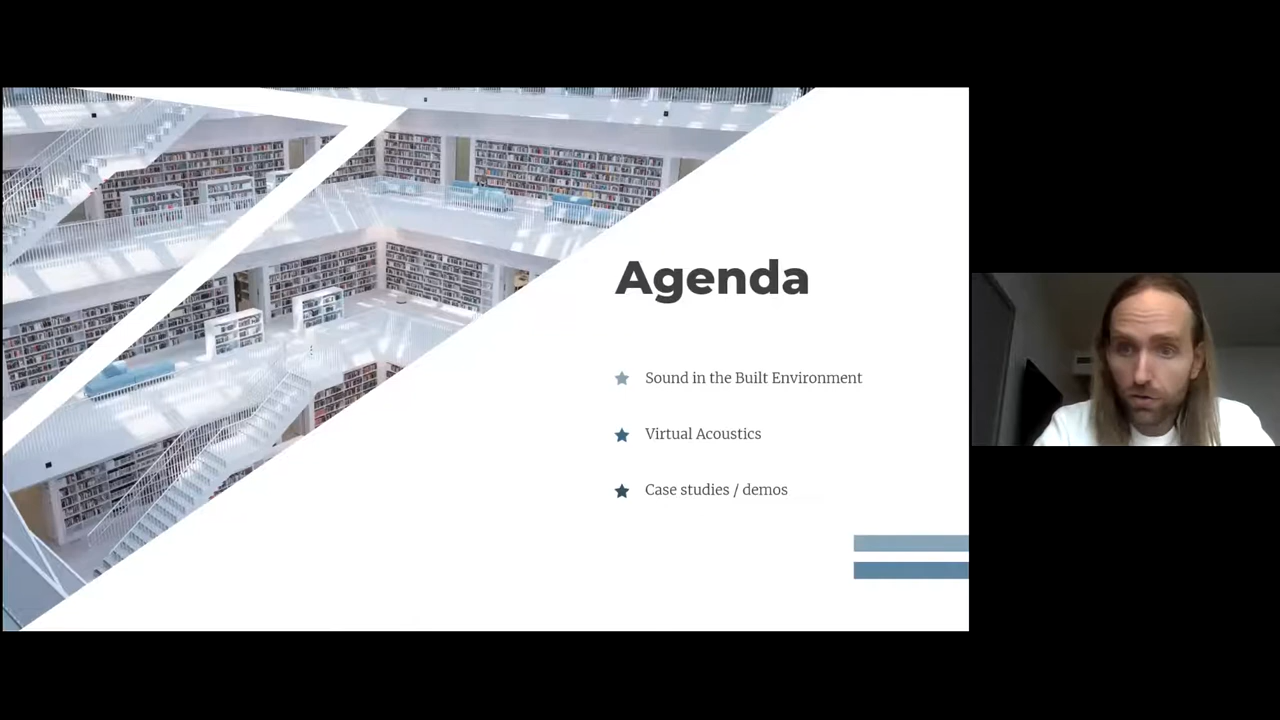 Agenda
Sound in the Built Environment
Virtual Acoustics
Case studies / demos